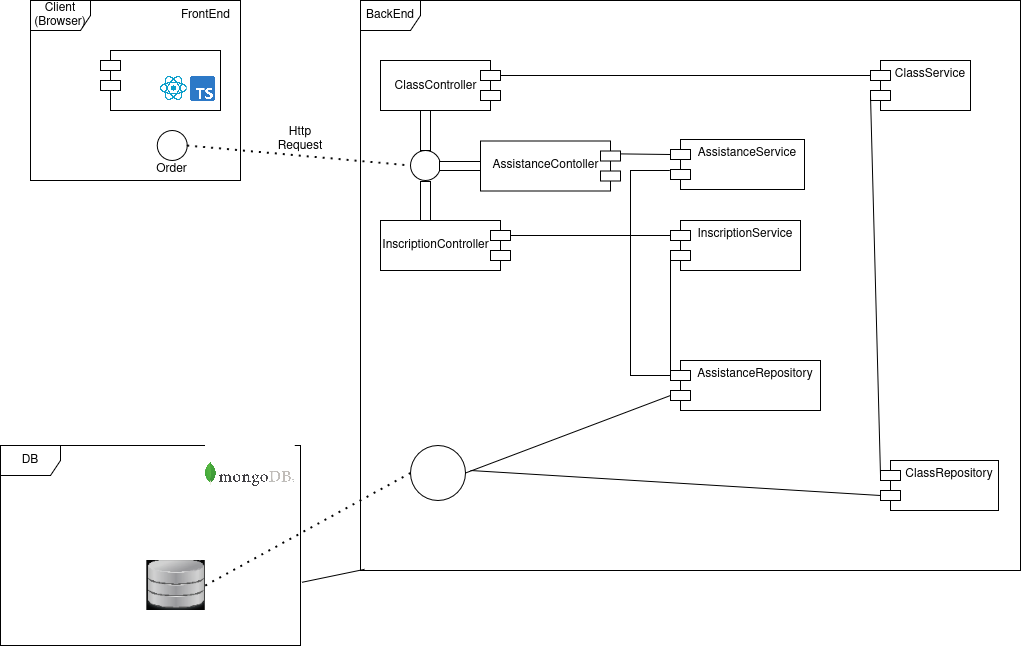 Client
(Browser)
FrontEnd
TS
Order
Http
Request
BackEnd
ClassController
ClassService
AssistanceContoller
AssistanceService
InscriptionController
InscriptionService
AssistanceRepository
ClassRepository
DB
mongoDB